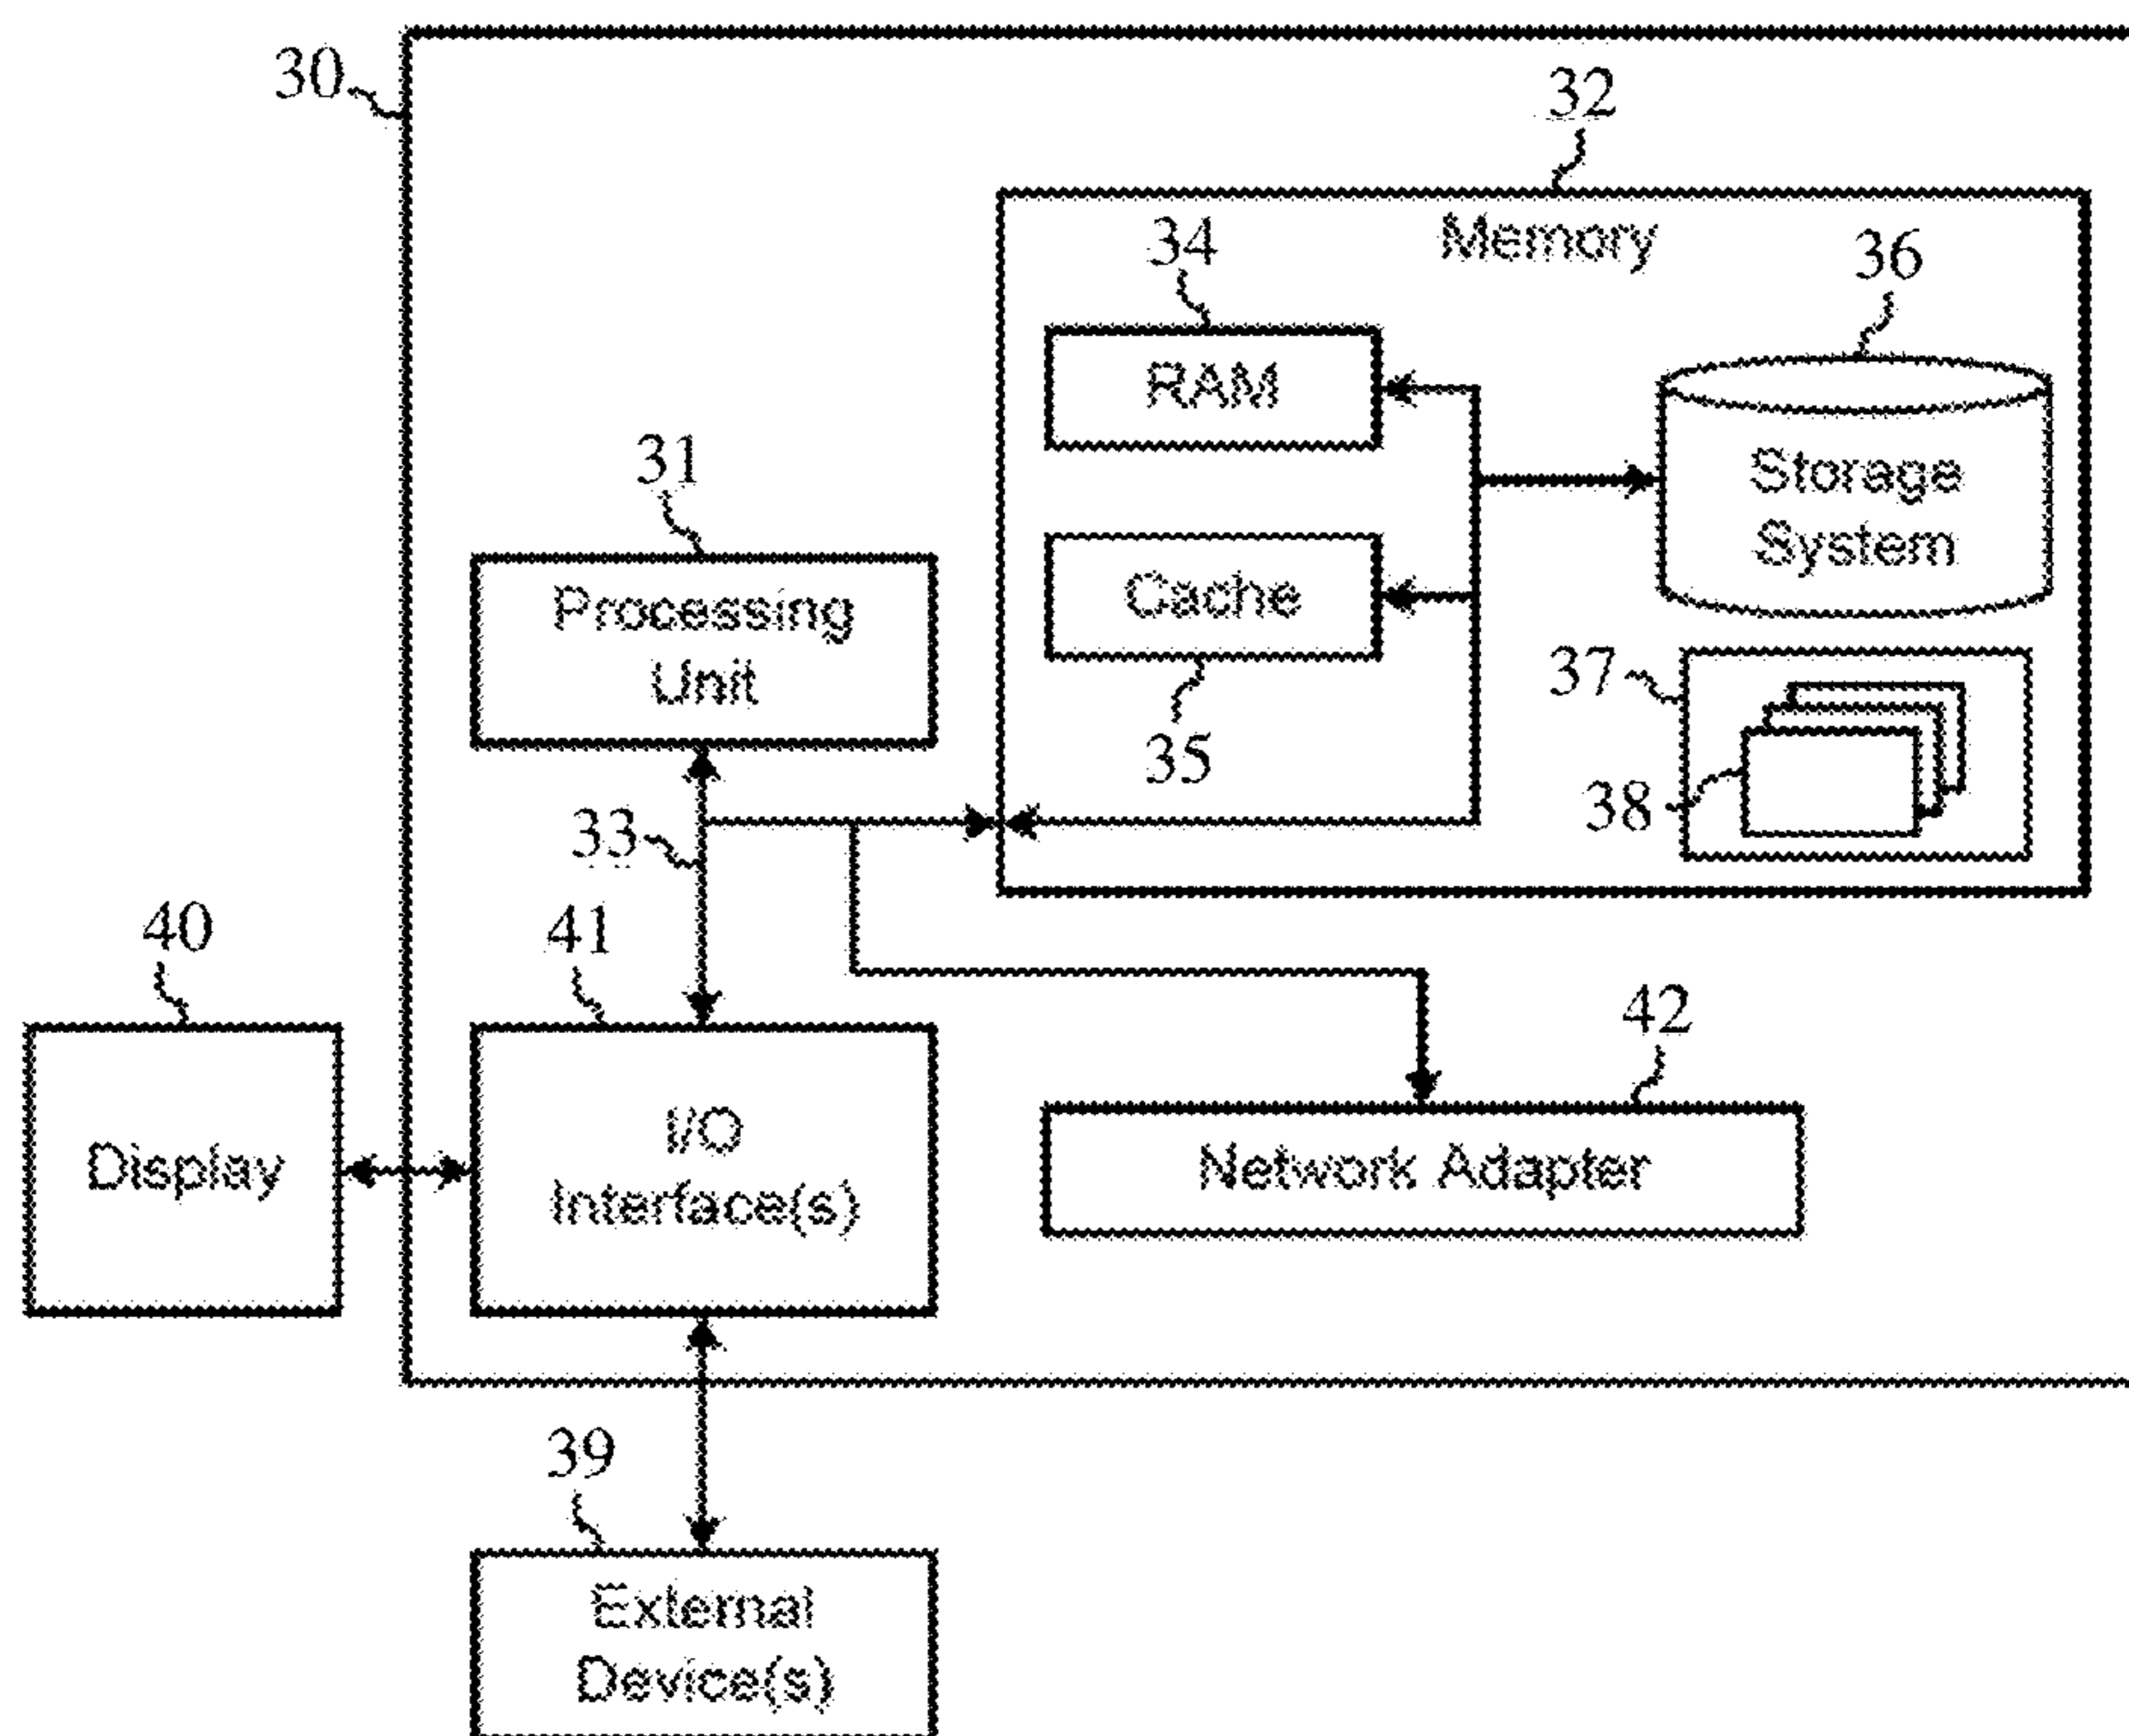 30
32
Memory
34
36
RAM
31
Storage
System
Processing
Unit
Cache
37
35
38
33
40
41
42
Display
I/O
Interface(s)
Network Adapter
39
External
Device(s)